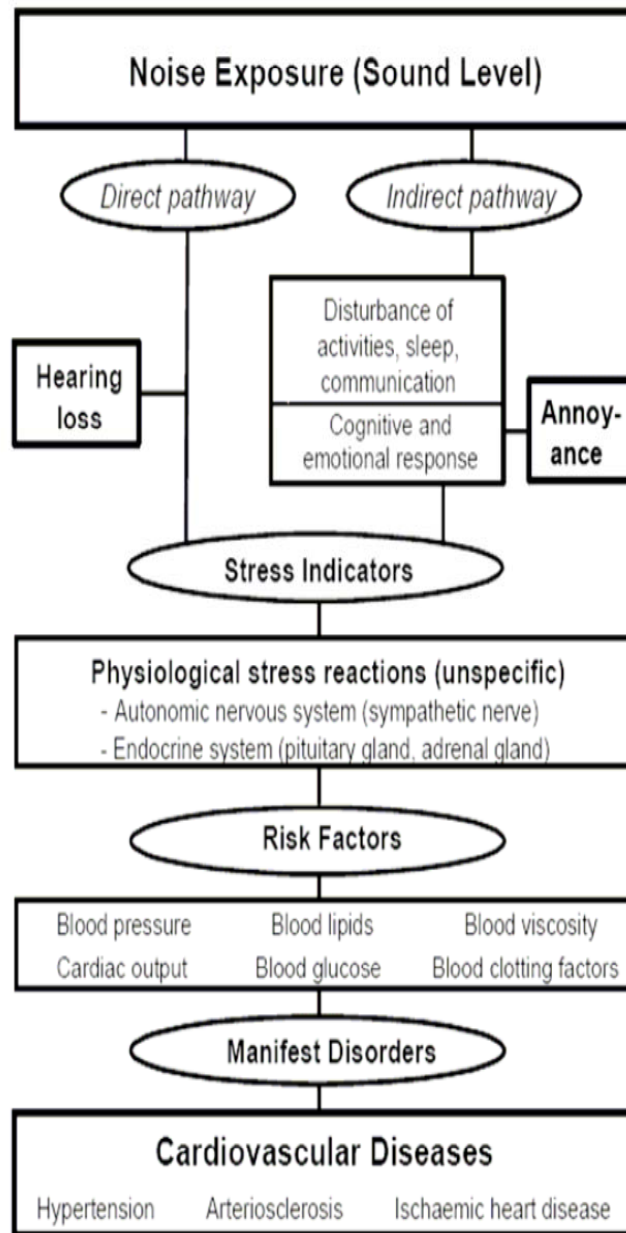 Noise Exposure (Sound Level)
Direct pathway
Indirect pathway
Disturbance of
activities, sleep,
communication
Hearing
loss
Cognitive and
emotional response
Annoy-
ance
Stress Indicators
Physiological stress reactions (unspecific)
- Autonomic nervous system (sympathetic nerve)
- Endocrine system (pituitary gland, adrenal gland)
Risk Factors
Blood pressure Blood lipids Blood viscosity
Cardiac output Blood glucose Blood clotting factors
Manifest Disorders
Cardiovascular Diseases
Hypertension Arteriosclerosis Ischaemic heart disease